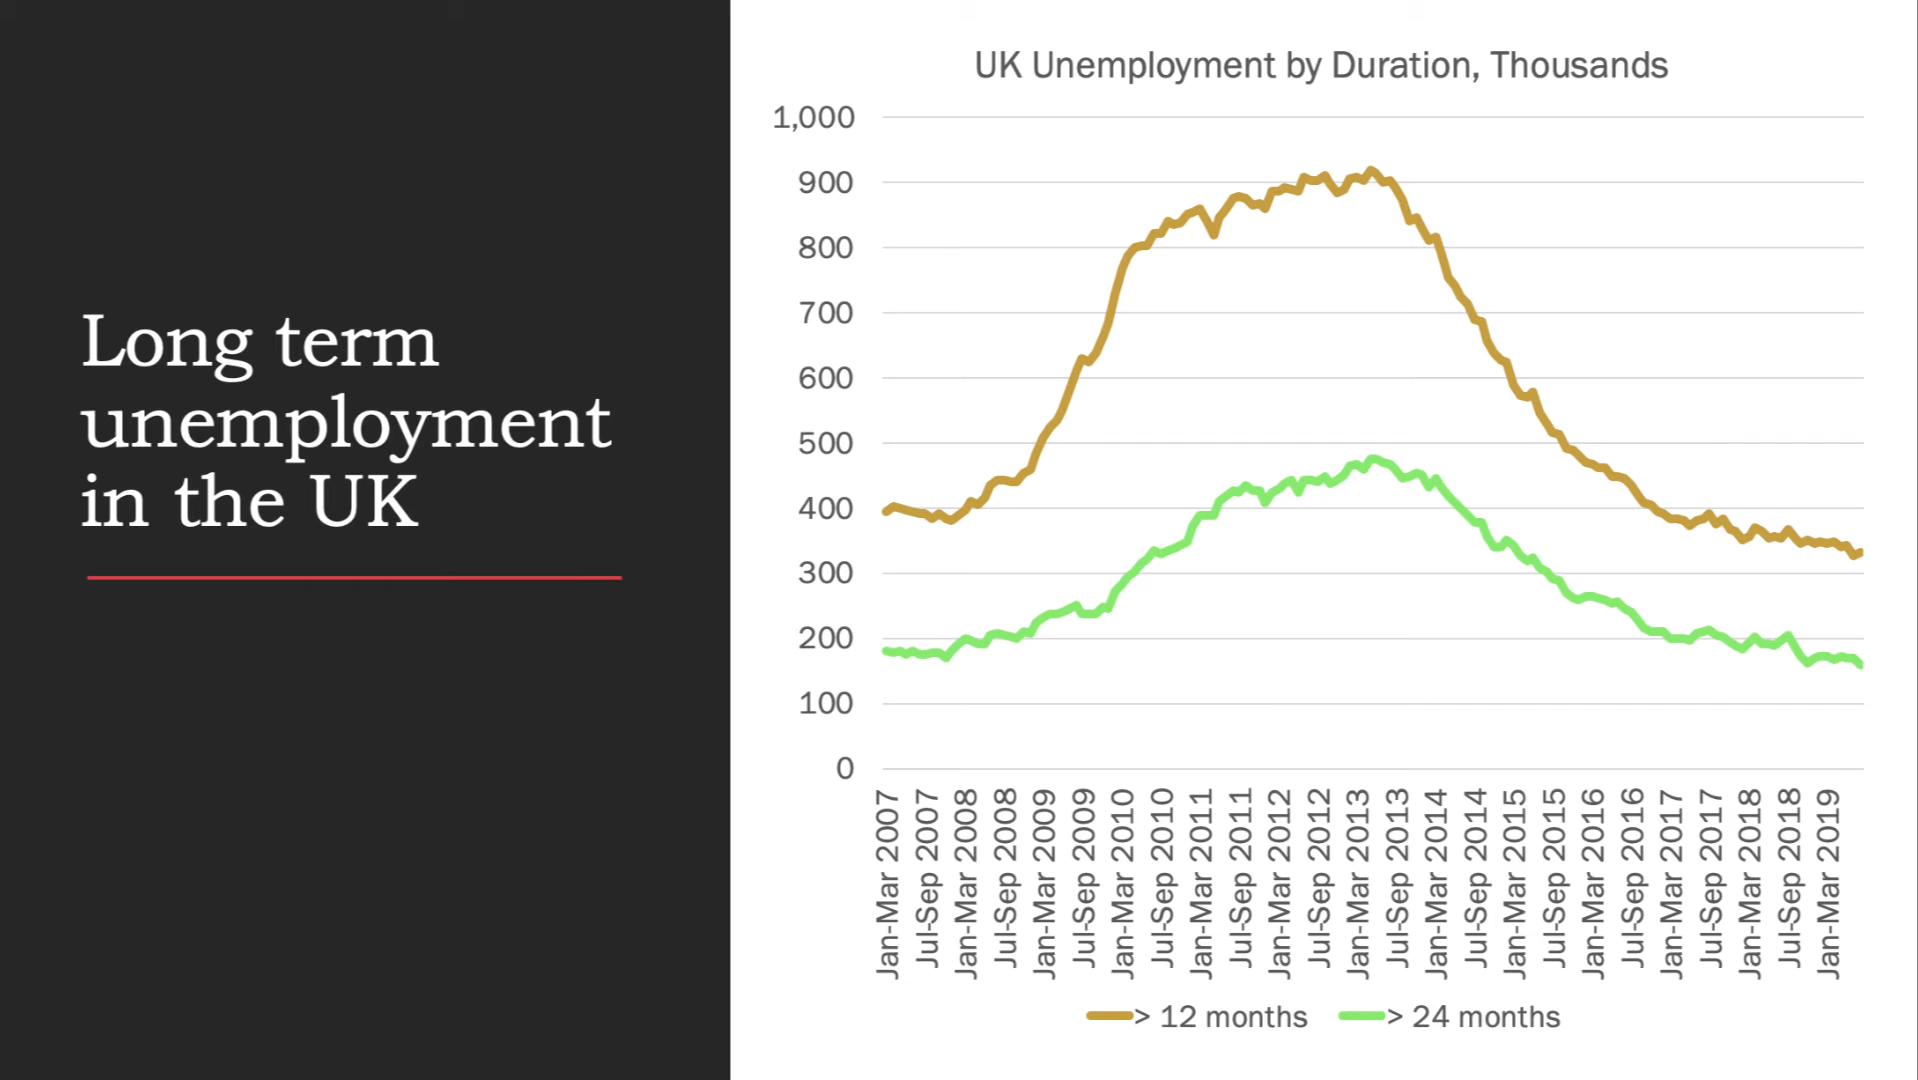 Long term
unemployment
in the UK
UK Unemployment by Duration, Thousands
1,000
900
800
700
600
500
400
300
200
100
0
Jan-Mar 2007
Jul-Sep 2007
Jan-Mar 2008
Jul-Sep 2008
Jan-Mar 2009
Jul-Sep 2009
Jan-Mar 2010
Jul-Sep 2010
Jan-Mar 2011
Jul-Sep 2011
Jan-Mar 2012
Jul-Sep 2012
Jan-Mar 2013
Jul-Sep 2013
Jan-Mar 2014
Jul-Sep 2014
Jan-Mar 2015
Jul-Sep 2015
Jan-Mar 2016
Jul-Sep 2016
Jan-Mar 2017
Jul-Sep 2017
Jan-Mar 2018
Jul-Sep 2018
Jan-Mar 2019
> 12 months
> 24 months